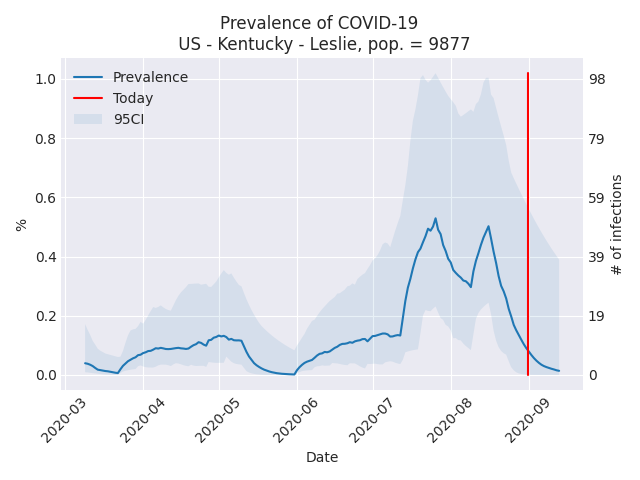 Prevalence of COVID-19
US - Kentucky - Leslie, pop. = 9877
Prevalence
Today
95CI
1.0
0.8
0.6
0.4
0.2
0.0
%
98
79
59
39
19
0
# of infections
2020-03
2020-04
2020-05
2020-06
2020-07
2020-08
2020-09
Date